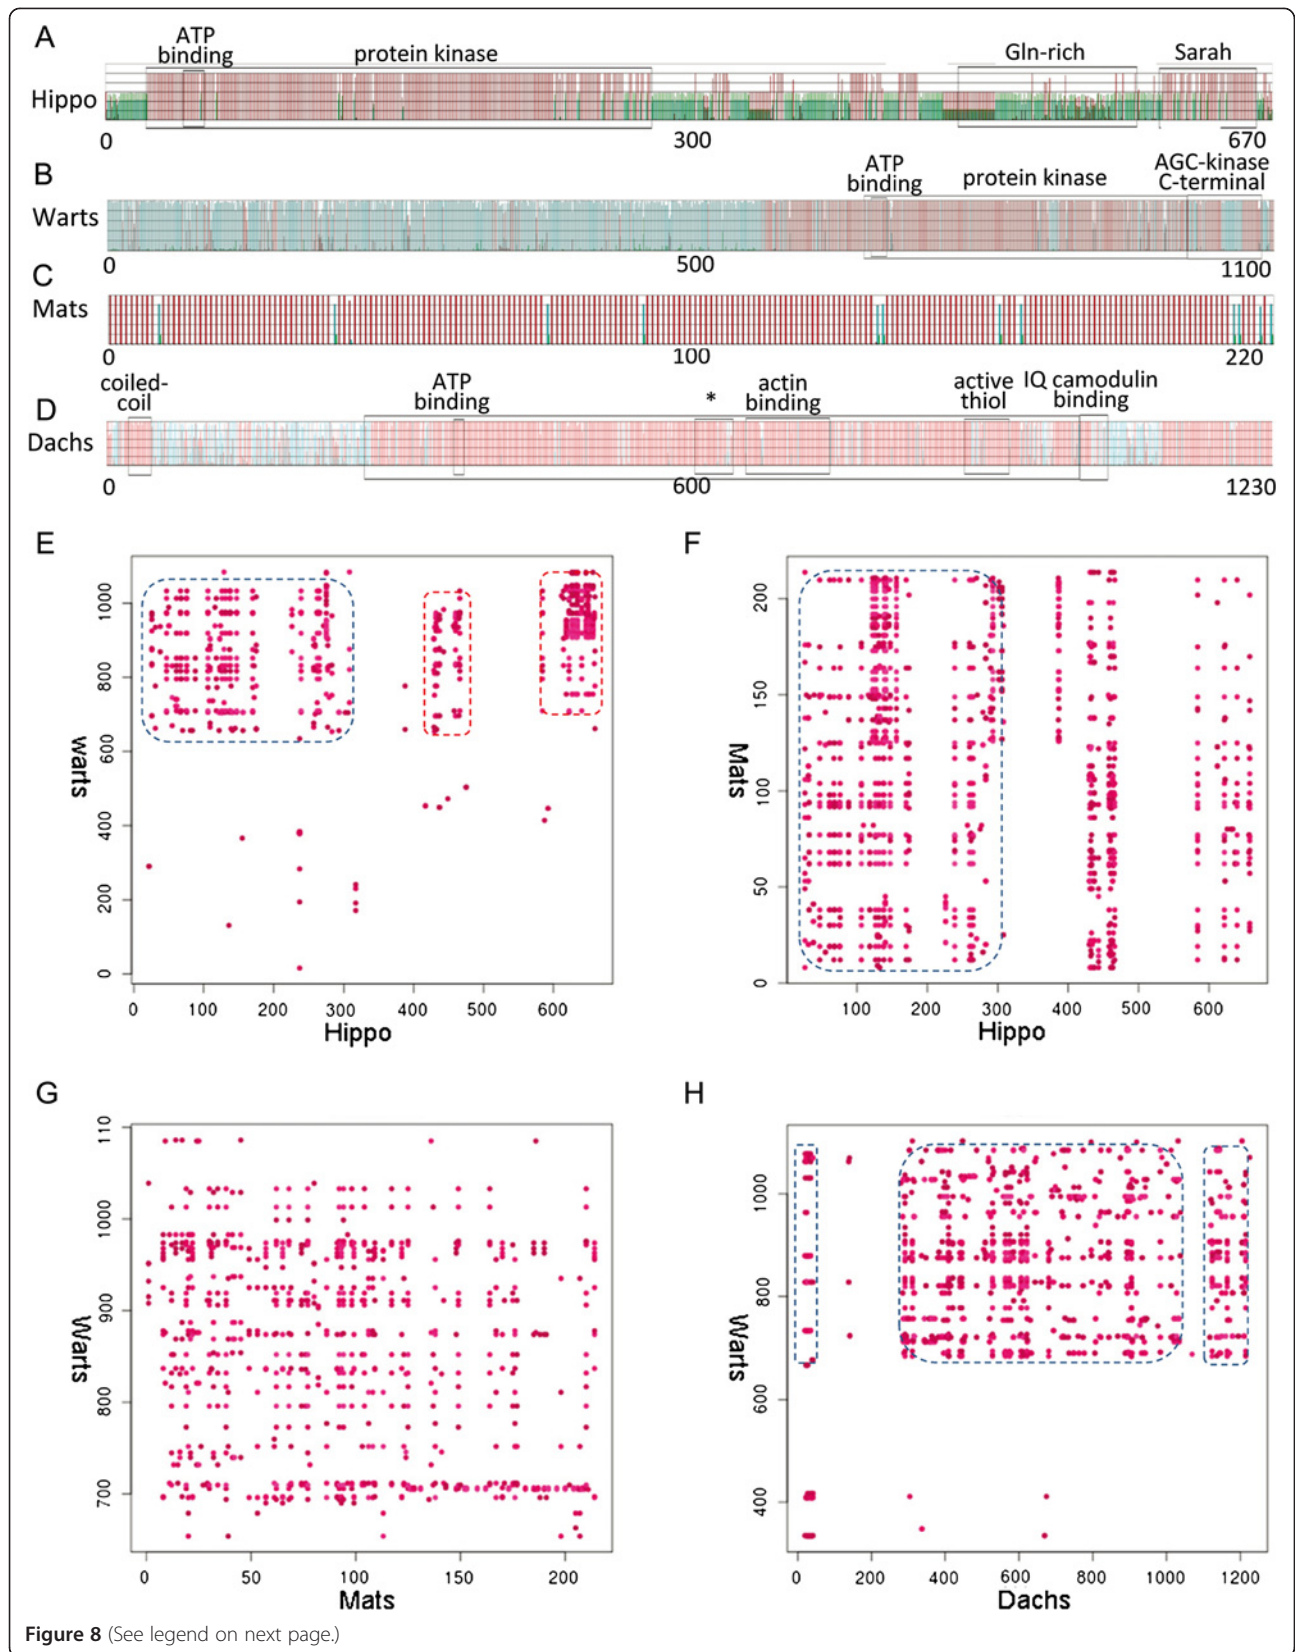 A
ATP
binding
protein kinase
Gln-rich
Sarah
Hippo
0
300
670
B
ATP
binding
protein kinase
AGC-kinase
C-terminal
Warts
0
500
1100
C
Mats
0
100
220
D
coiled-
coil
ATP
binding
*
actin
binding
active
thiol
IQ camodulin
binding
Dachs
0
600
1230
E
warts
0 200 400 600 800 1000
0 100 200 300 400 500 600
Hippo
F
Mats
0 50 100 150 200
100 200 300 400 500 600
Hippo
G
Warts
700 800 900 1000 110
0 50 100 150 200
Mats
H
Warts
400 600 800 1000
0 200 400 600 800 1000 1200
Dachs
Figure 8 (See legend on next page.)